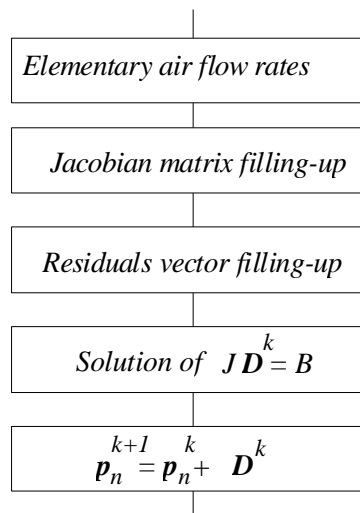 Elementary air flow rates
Jacobian matrix filling-up
Residuals vector filling-up
Solution of J D^k = B
p_n^{k+1} = p_n^k + D^k